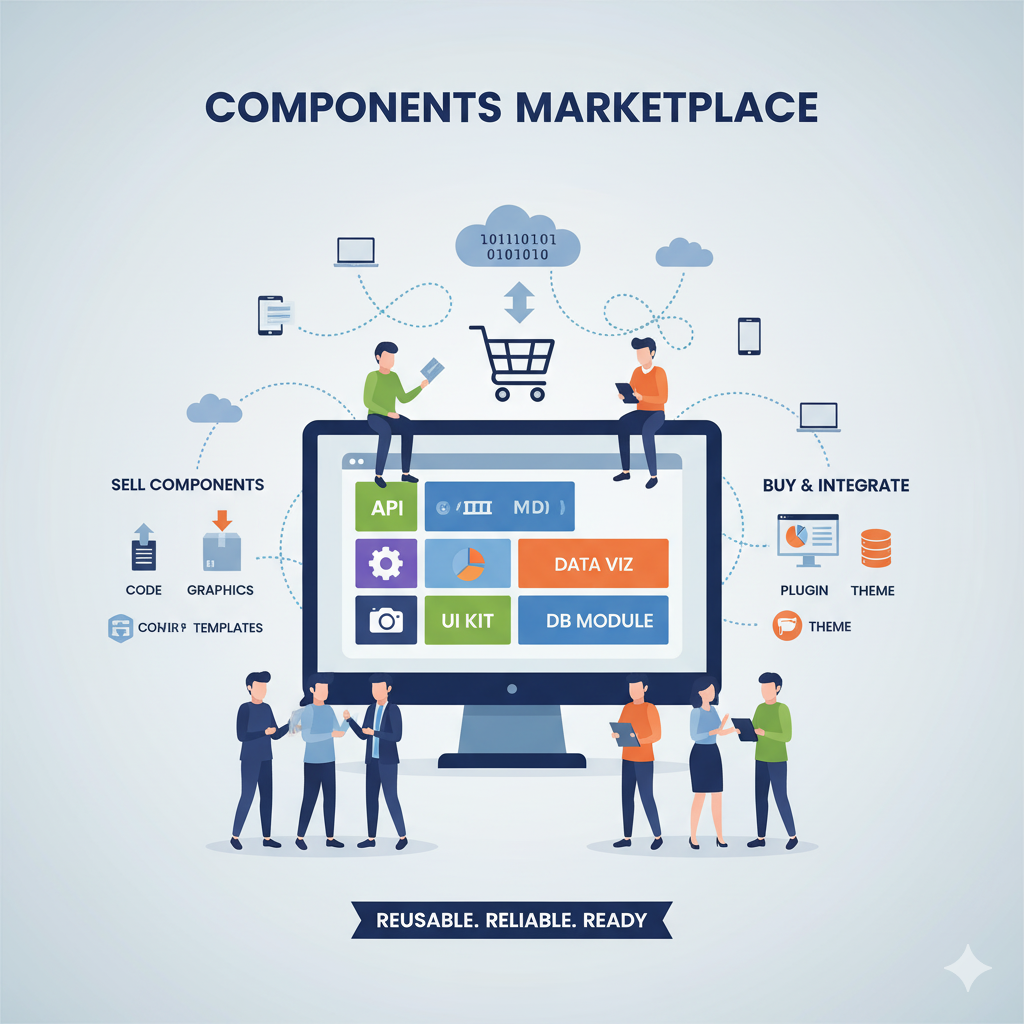 COMPONENTS MARKETPLACE
101110101
0101010
SELL COMPONENTS
CODE
GRAPHICS
TEMPLATES
API
DATA VIZ
UI KIT
DB MODULE
BUY & INTEGRATE
PLUGIN
THEME
THEME
REUSABLE. RELIABLE. READY